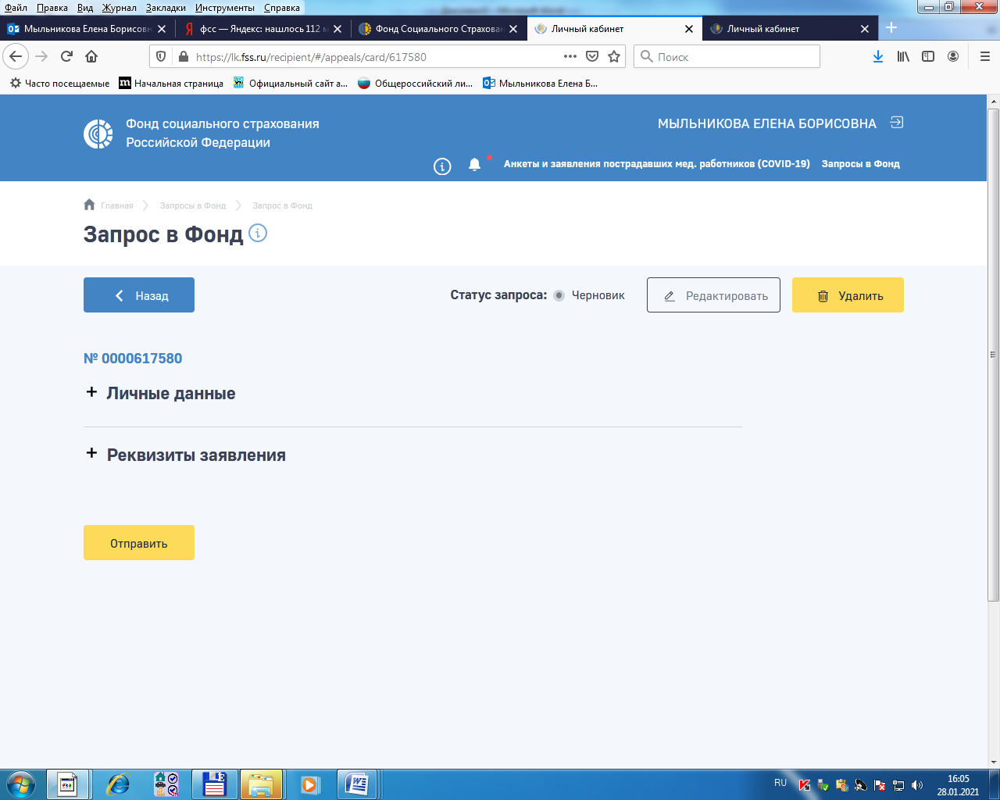 Файл Правка Вид Журнал Закладки Инструменты Справка
Мыльникова Елена Борисовн
фсс — Яндекс: нашлось 112 м
Фонд Социального Страхован
Личный кабинет
Личный кабинет
https://lk.fss.ru/recipient/#/appeals/card/617580
Поиск
Часто посещаемые
Начальная страница
Официальный сайт а...
Общероссийский ли...
Мыльникова Елена Б...
Фонд социального страхования
Российской Федерации
МЫЛЬНИКОВА ЕЛЕНА БОРИСОВНА
Анкеты и заявления пострадавших мед. работников (COVID-19) Запросы в Фонд
Главная Запросы в Фонд Запрос в Фонд
Запрос в Фонд
Назад
Статус запроса: Черновик
Редактировать
Удалить
№ 0000617580
+ Личные данные
+ Реквизиты заявления
Отправить
RU
16:05
28.01.2021